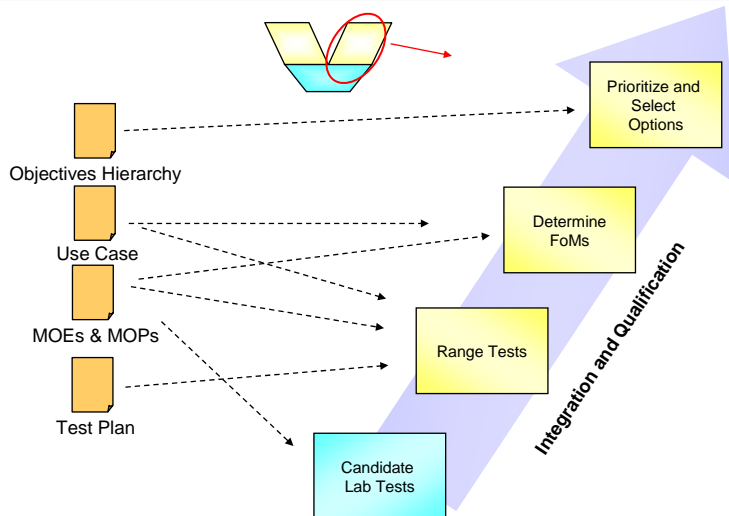 Prioritize and
Select
Options
Objectives Hierarchy
Determine
FoMs
Use Case
MOEs & MOPs
Range Tests
Integration and Qualification
Test Plan
Candidate
Lab Tests